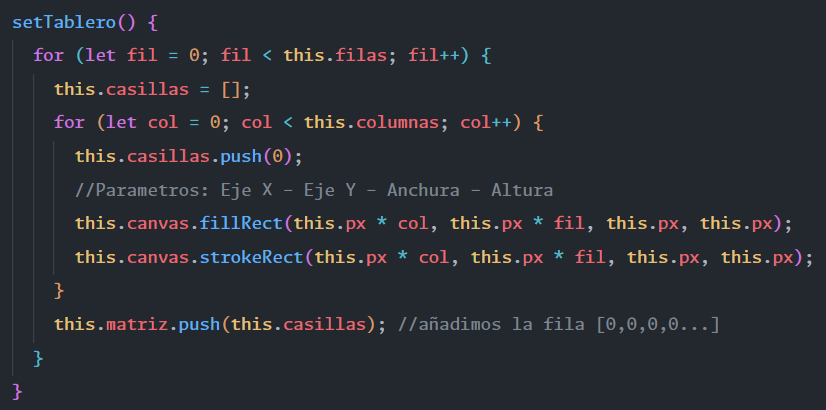 setTablero() {
for (let fil = 0; fil < this.filas; fil++) {
this.casillas = [];
for (let col = 0; col < this.columnas; col++) {
this.casillas.push(0);
//Parametros: Eje X - Eje Y - Anchura - Altura
this.canvas.fillRect(this.px * col, this.px * fil, this.px, this.px);
this.canvas.strokeRect(this.px * col, this.px * fil, this.px, this.px);
}
this.matriz.push(this.casillas); //añadimos la fila [0,0,0,0...]
}
}